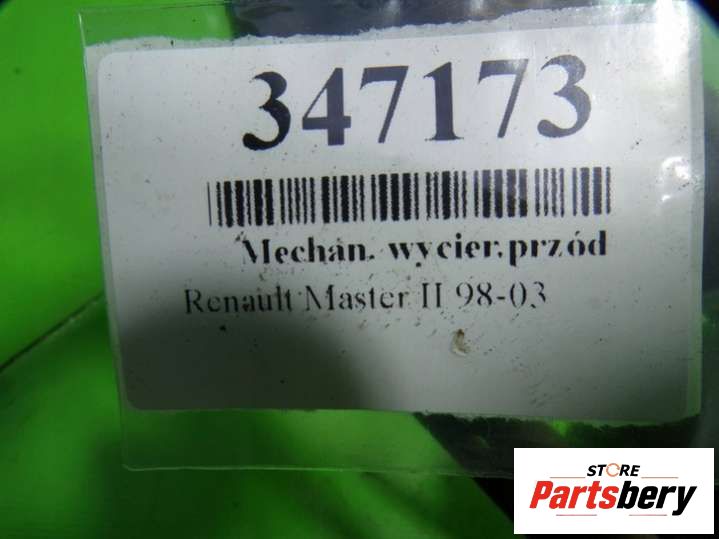 347173
Mechan. wycier.przód
Renault Master II 98-03
STORE
Partsbery